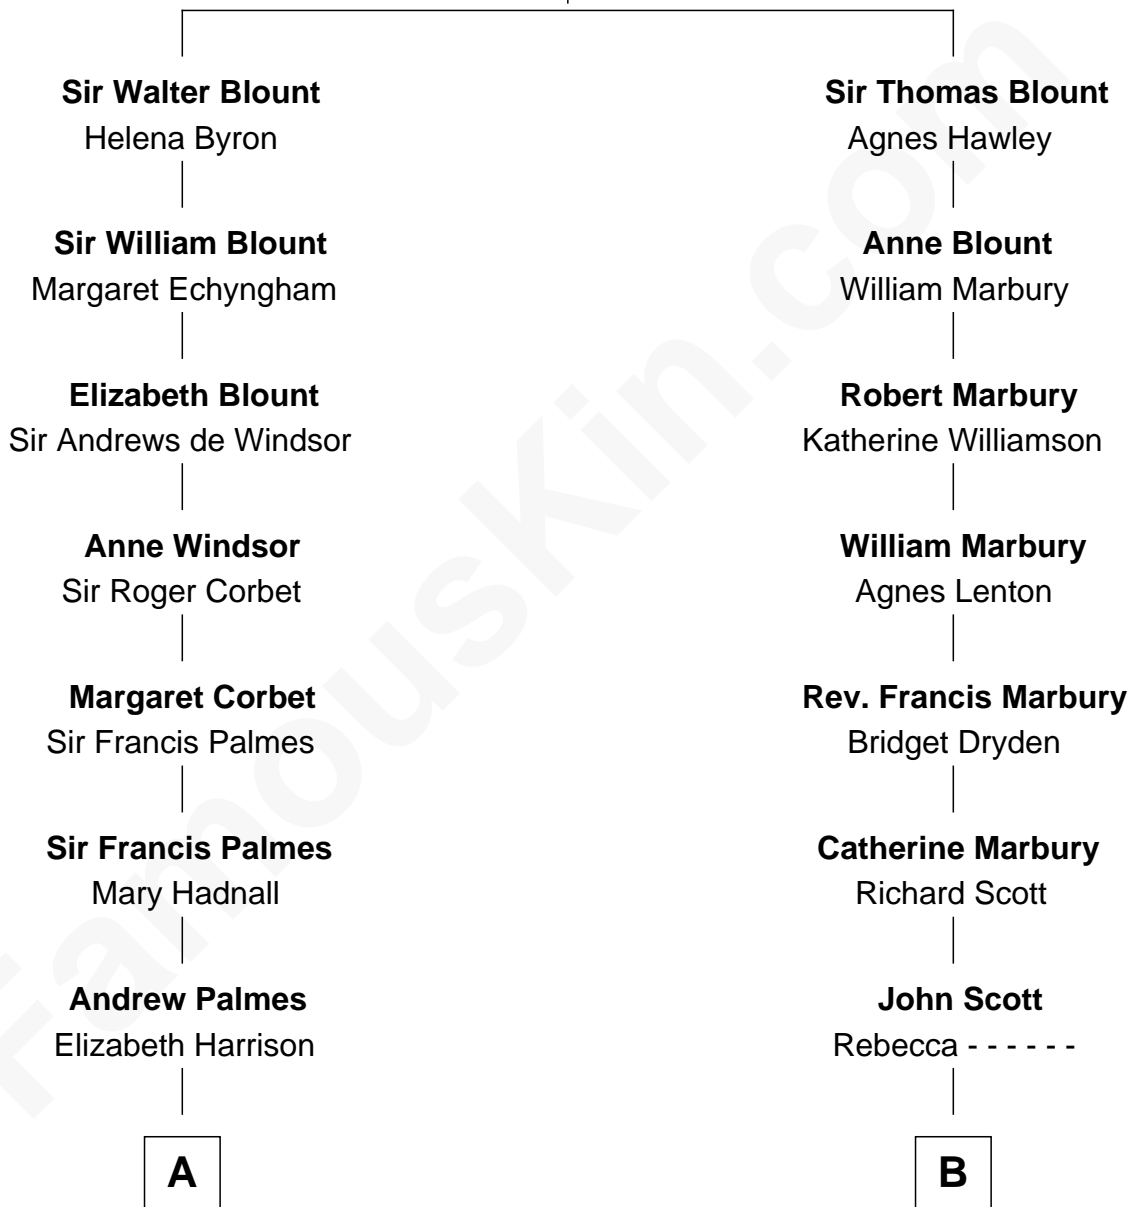 Sir Walter Blount
Helena Byron
Sir William Blount
Margaret Echyngham
Elizabeth Blount
Sir Andrews de Windsor
Anne Windsor
Sir Roger Corbet
Margaret Corbet
Sir Francis Palmes
Sir Francis Palmes
Mary Hadnall
Andrew Palmes
Elizabeth Harrison
A
Sir Thomas Blount
Agnes Hawley
Anne Blount
William Marbury
Robert Marbury
Katherine Williamson
William Marbury
Agnes Lenton
Rev. Francis Marbury
Bridget Dryden
Catherine Marbury
Richard Scott
John Scott
Rebecca - - - - - -
B
FamousKin.com